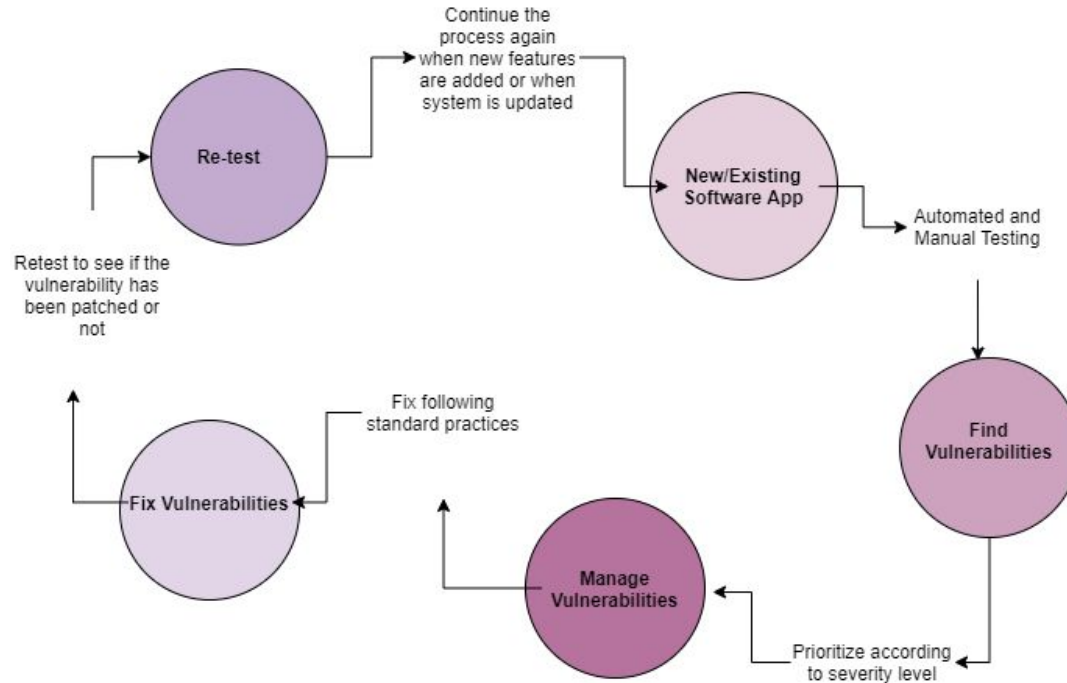 Continue the
process again
when new features
are added or when
system is updated
Re-test
New/Existing
Software App
Automated and
Manual Testing
Retest to see if the
vulnerability has
been patched or
not
Fix following
standard practices
Find
Vulnerabilities
Fix Vulnerabilities
Manage
Vulnerabilities
Prioritize according
to severity level